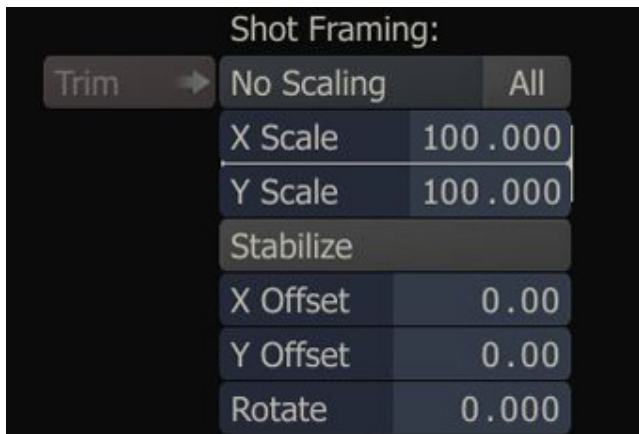 Shot Framing:
Trim No Scaling All
X Scale 100.000
Y Scale 100.000
Stabilize
X Offset 0.00
Y Offset 0.00
Rotate 0.000